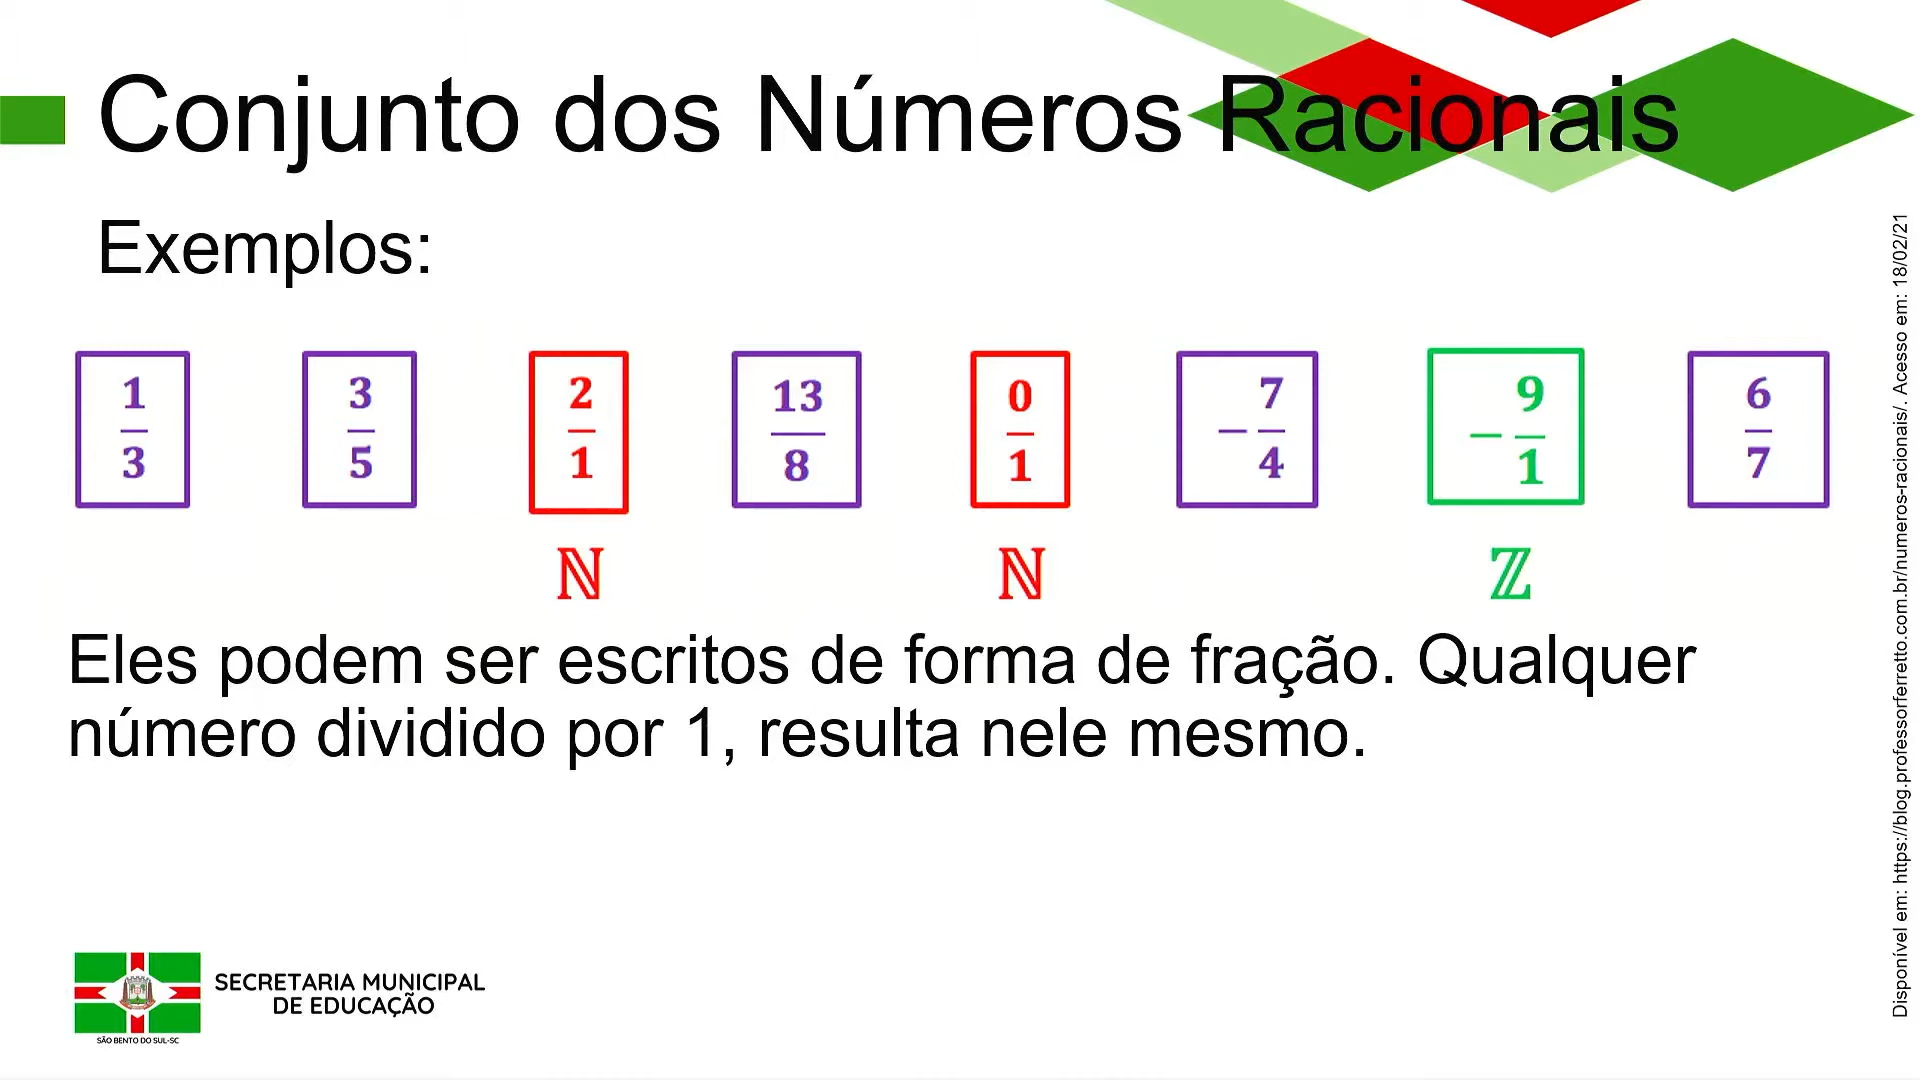 Conjunto dos Números Racionais
Exemplos:
1/3 3/5 2/1 13/8 0/1 −7/4 −9/1 6/7
ℕ ℕ ℤ
Eles podem ser escritos de forma de fração. Qualquer
número dividido por 1, resulta nele mesmo.
SECRETARIA MUNICIPAL
DE EDUCAÇÃO
SÃO BENTO DO SUL-SC
Disponível em: https://blog.professorferretto.com.br/numeros-racionais/. Acesso em: 18/02/21